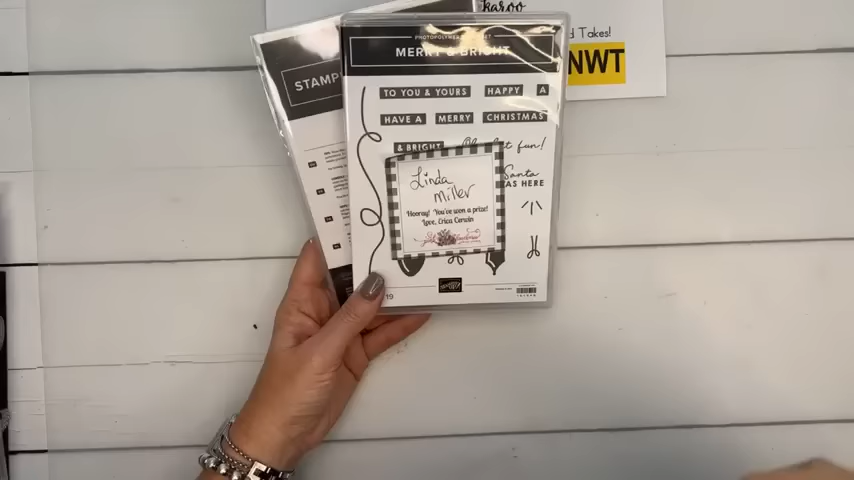 karoo
d Takes!
NWT
STAMP
MERRY & BRIGHT
TO YOU & YOURS HAPPY A
HAVE A MERRY CHRISTMAS
& BRIGHT fun!
Santa
AS HERE
Linda
Miller
Hooray! You've won a prize!
Love, Erica Cerwin
19